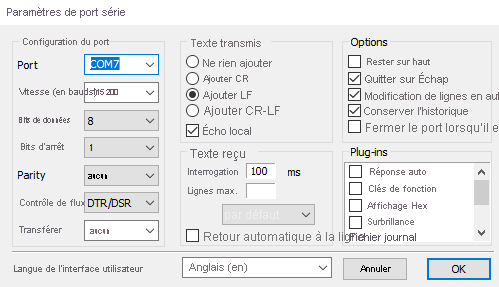 Paramètres de port série
Configuration du port
Port
COM7
Vitesse (en bauds)
Bits de données
8
Bits d'arrêt
1
Parity
aucun
Contrôle de flux
DTR/DSR
Transférer
aucun
Texte transmis
Ne rien ajouter
Ajouter CR
Ajouter LF
Ajouter CR-LF
Écho local
Texte reçu
Interrogation
100
ms
Lignes max.
par défaut
Retour automatique à la ligne
Options
Rester sur haut
Quitter sur Échap
Modification de lignes en au
Conserver l'historique
Fermer le port lorsqu'il e
Plug-ins
Réponse auto
Clés de fonction
Affichage Hex
Surbrillance
Fichier journal
Langue de l'interface utilisateur
Anglais (en)
Annuler
OK